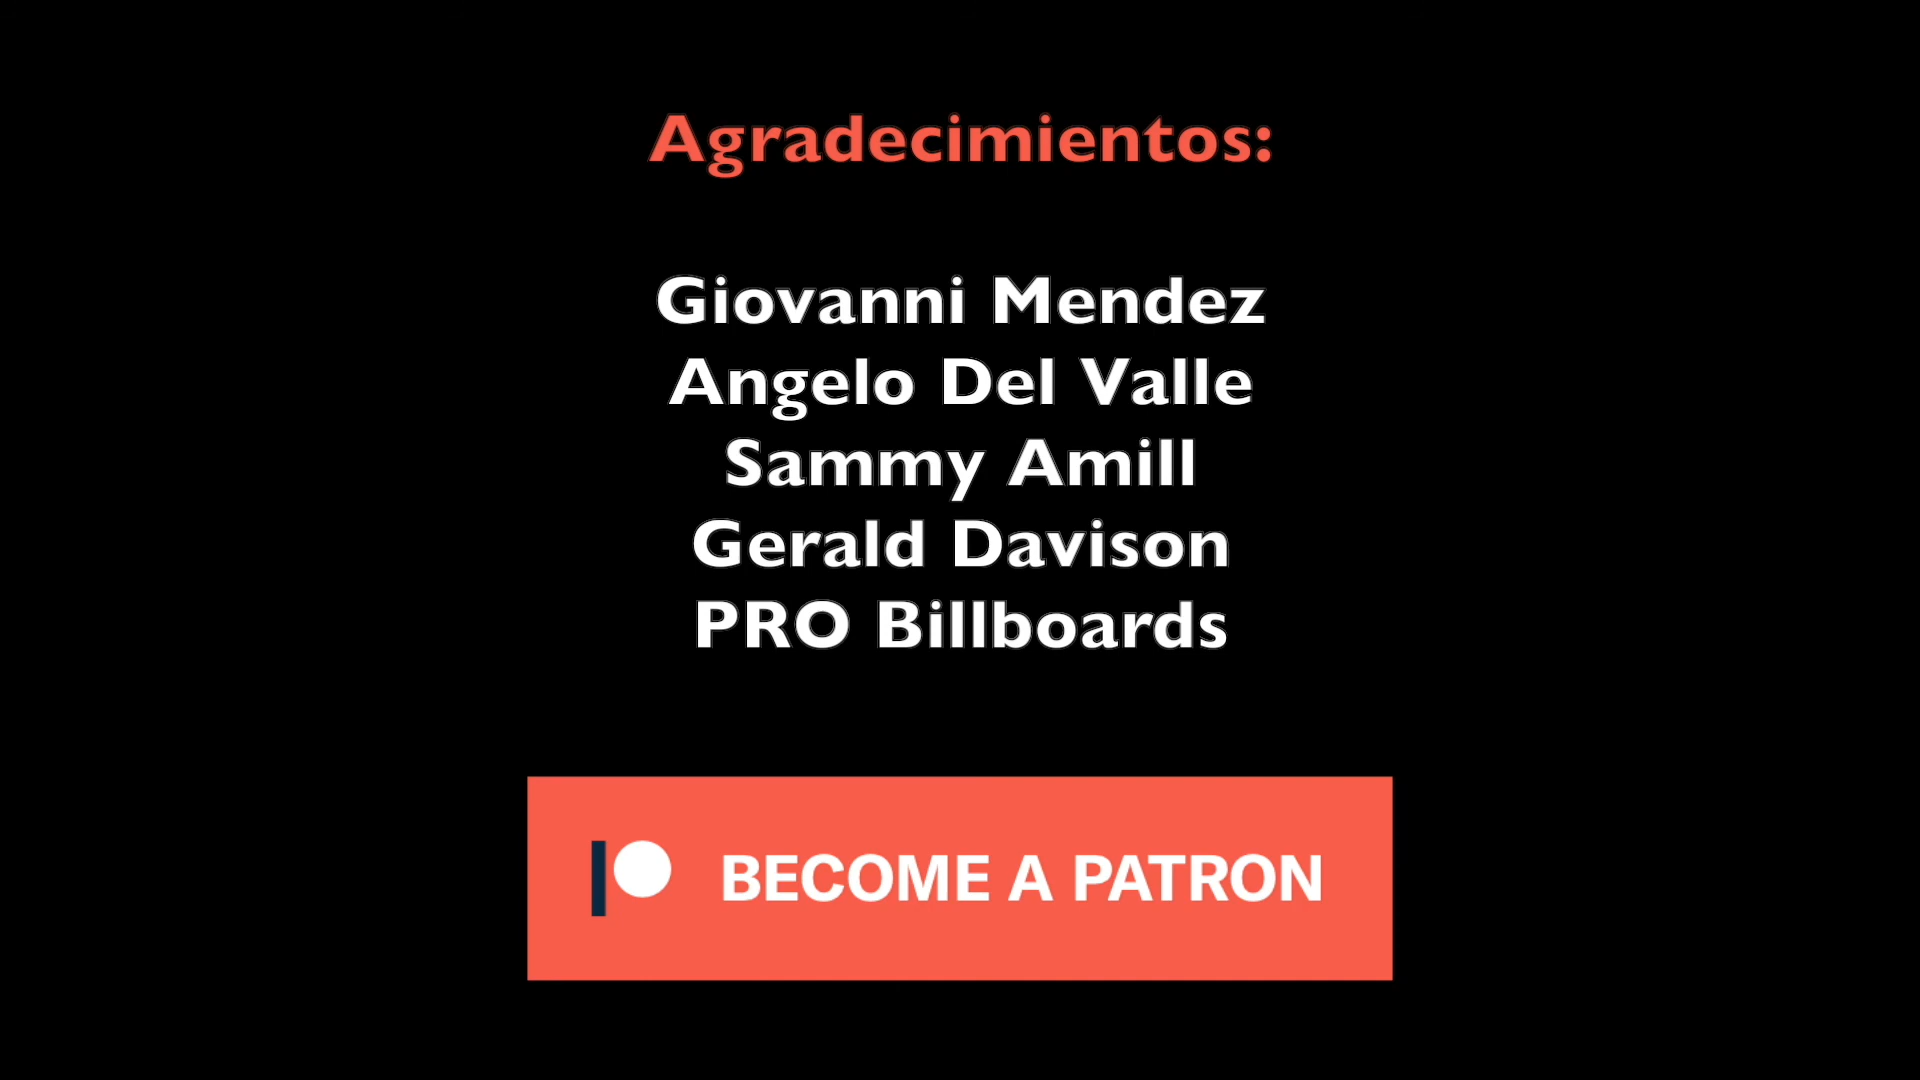 Agradecimientos:
Giovanni Mendez
Angelo Del Valle
Sammy Amill
Gerald Davison
PRO Billboards
BECOME A PATRON